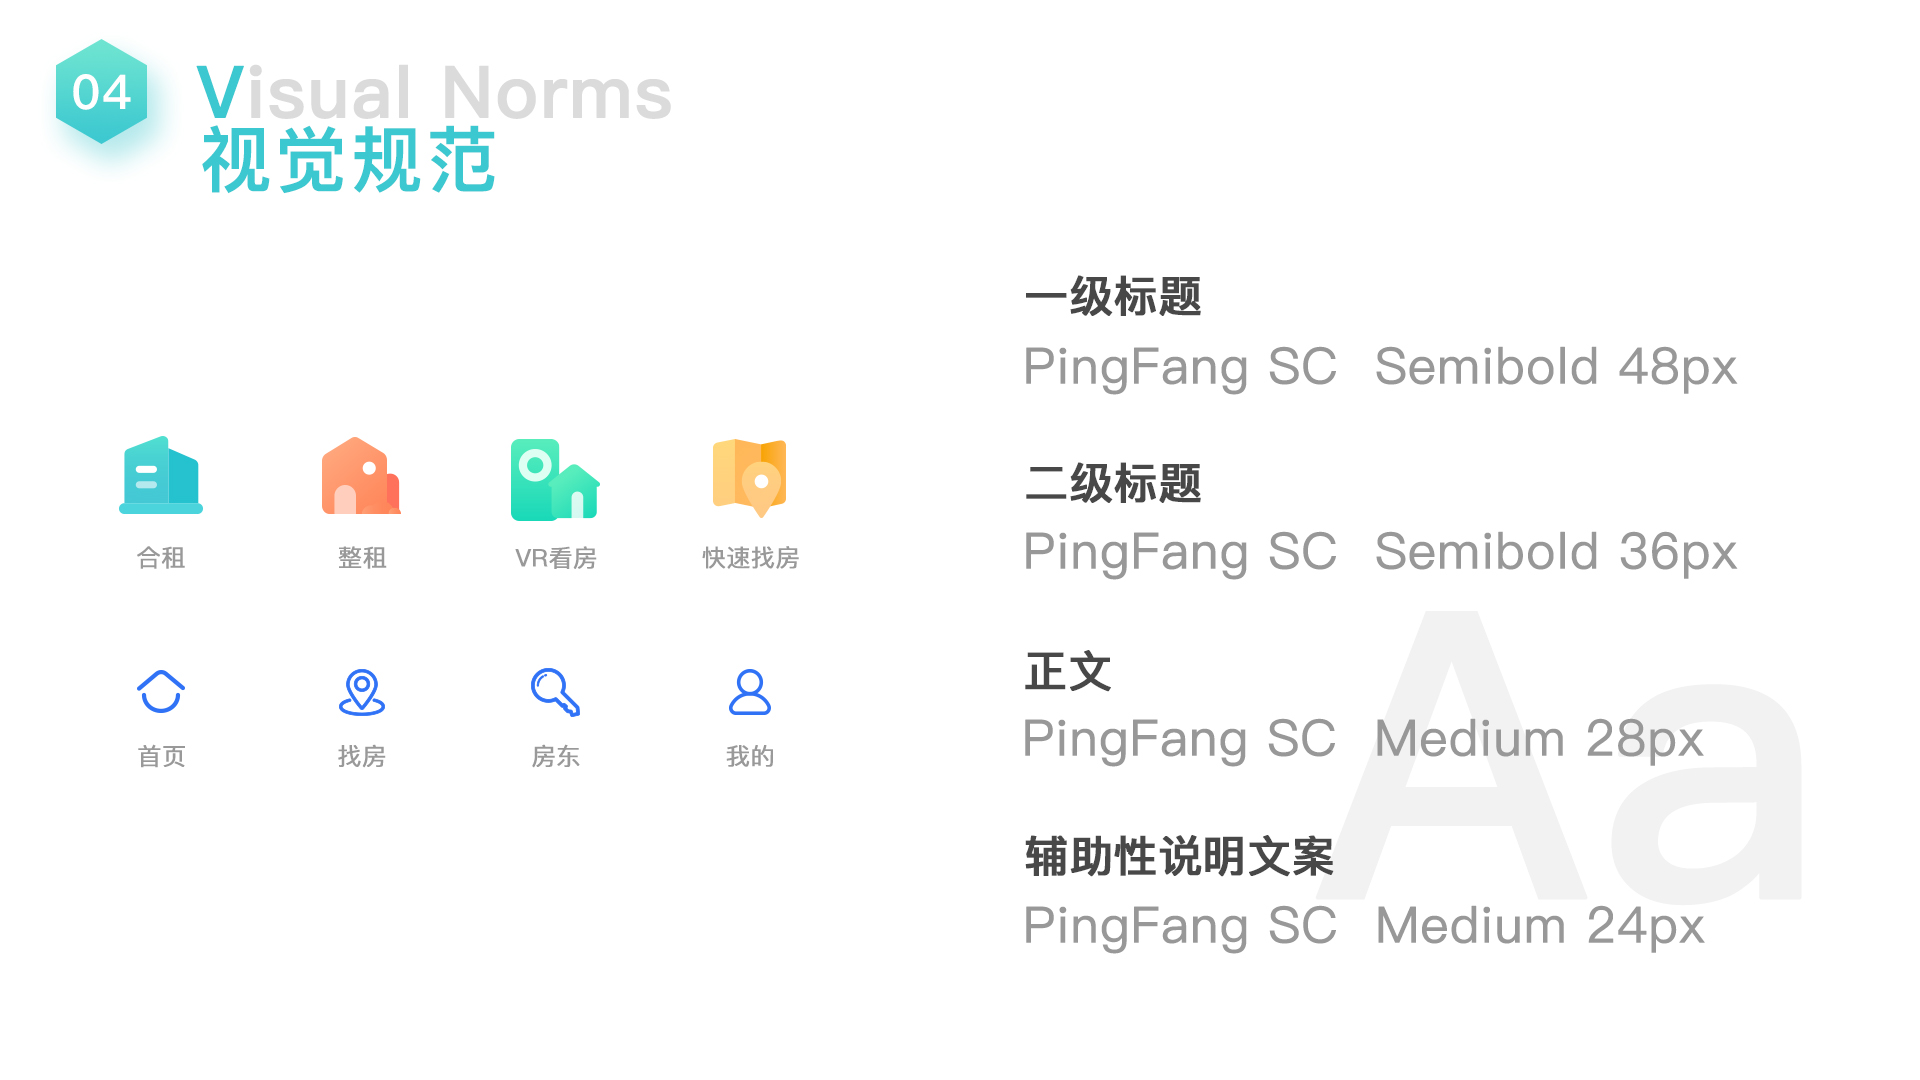 04
Visual Norms
视觉规范
合租
整租
VR看房
快速找房
首页
找房
房东
我的
一级标题
PingFang SC  Semibold 48px
二级标题
PingFang SC  Semibold 36px
正文
PingFang SC  Medium 28px
辅助性说明文案
PingFang SC  Medium 24px
Aa